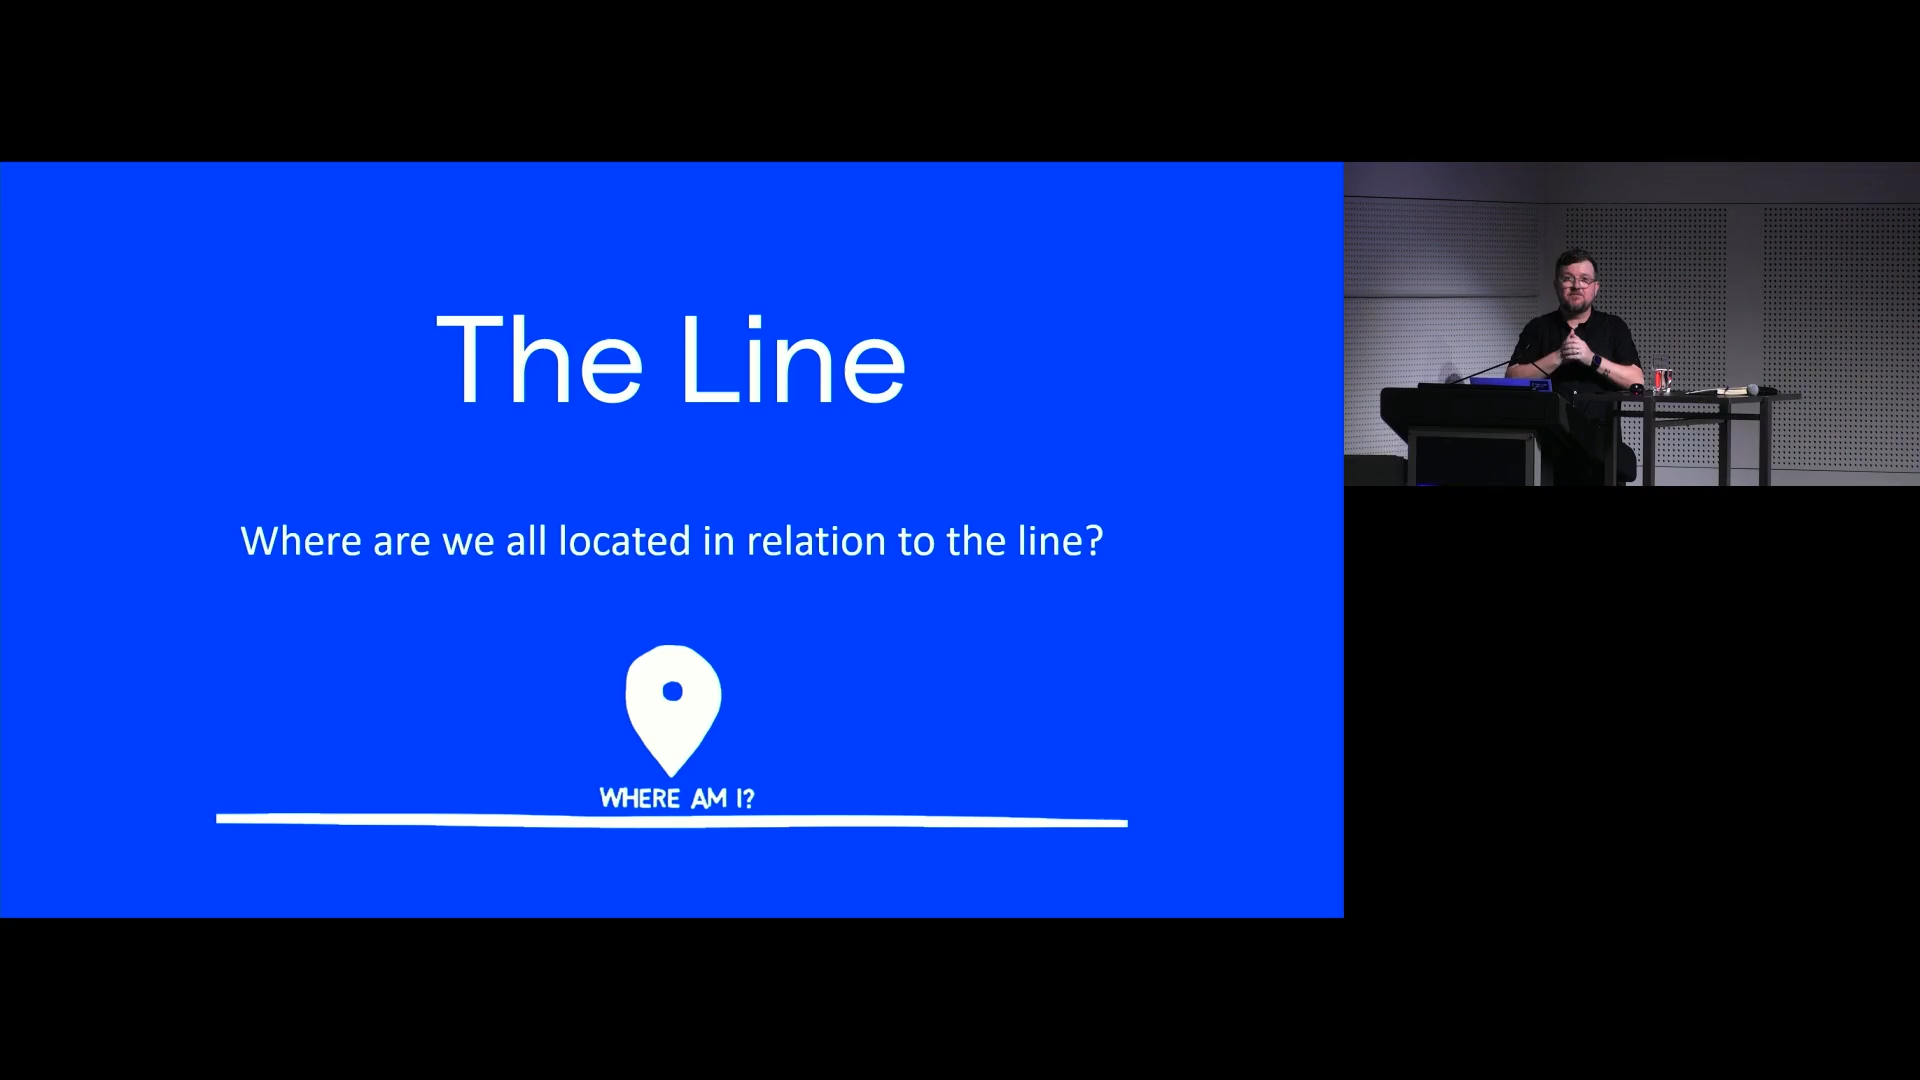 The Line
Where are we all located in relation to the line?
WHERE AM I?